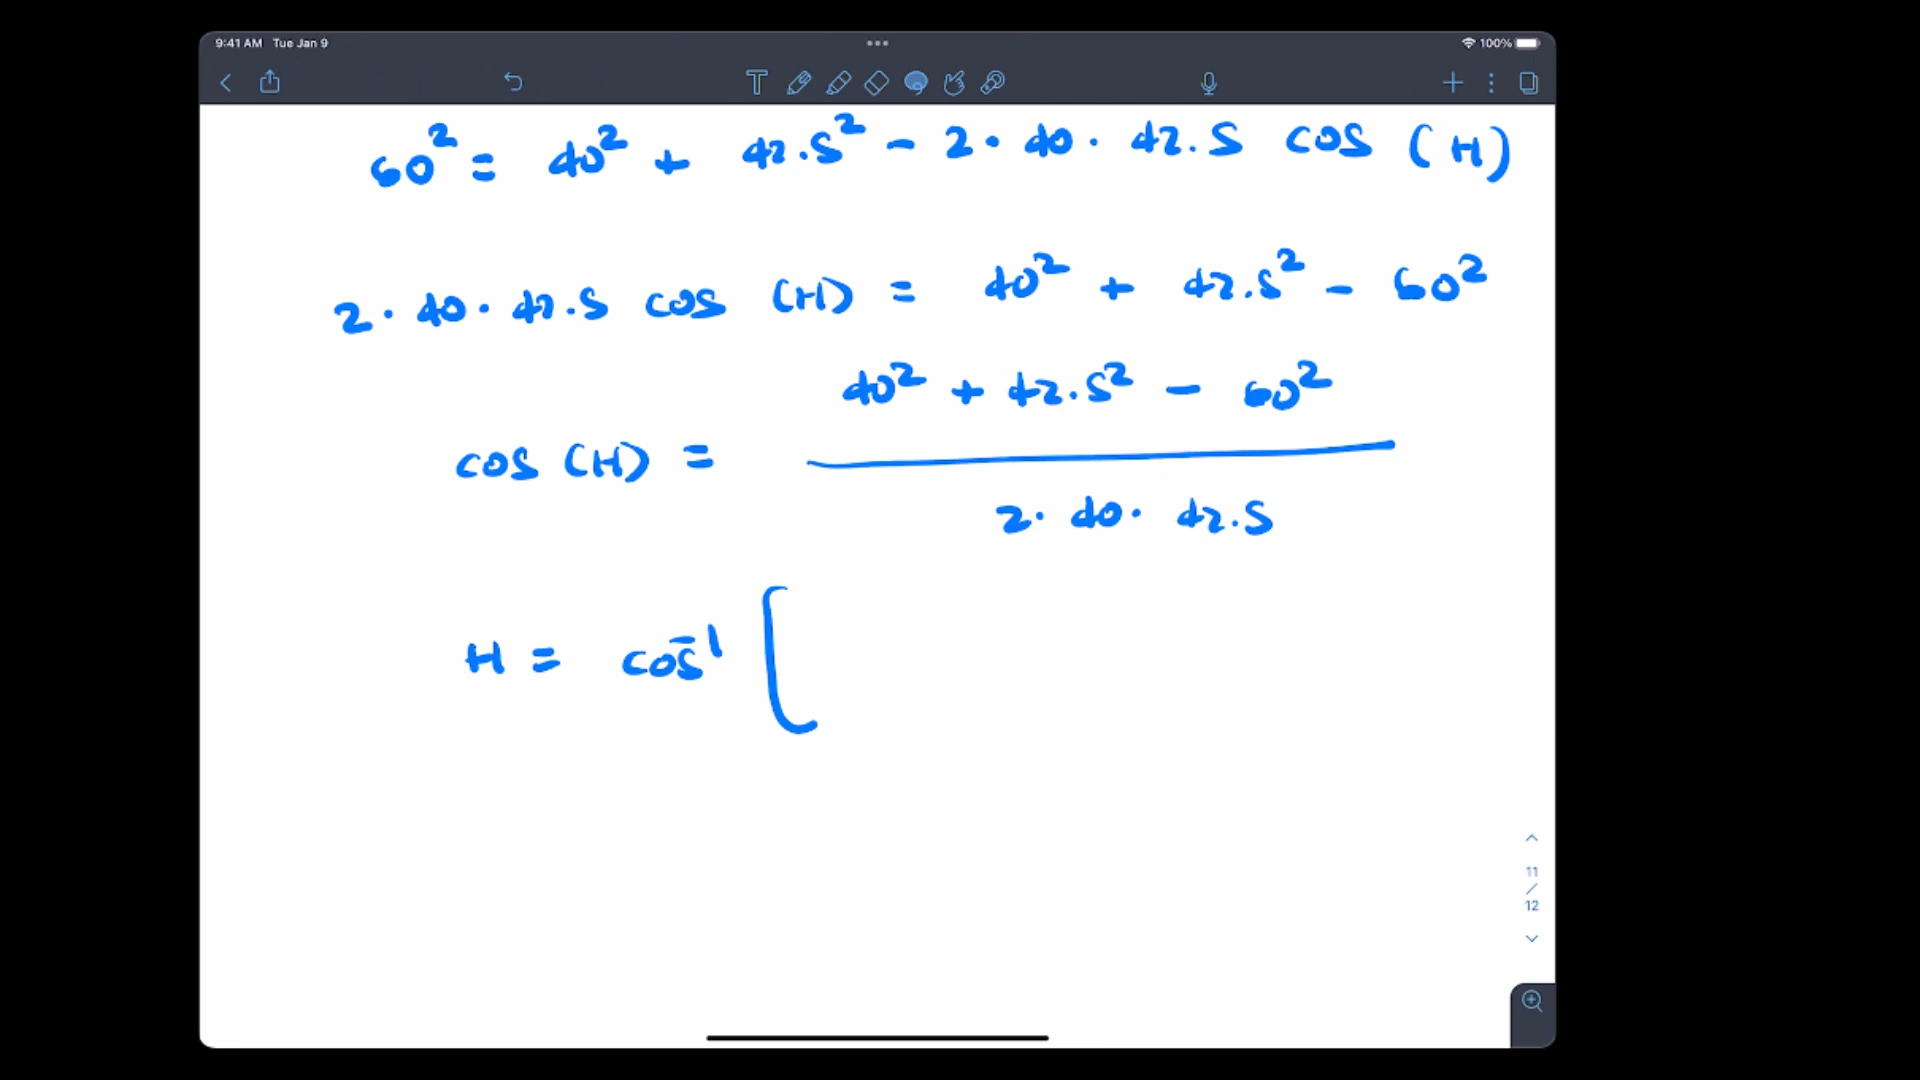 9:41 AM Tue Jan 9 100%
60² = 40² + 42.5² - 2 · 40 · 42.5 cos (H)
2 · 40 · 42.5 cos (H) = 40² + 42.5² - 60²
40² + 42.5² - 60²
cos (H) =
2 · 40 · 42.5
H = cos⁻¹ [
11
/
12